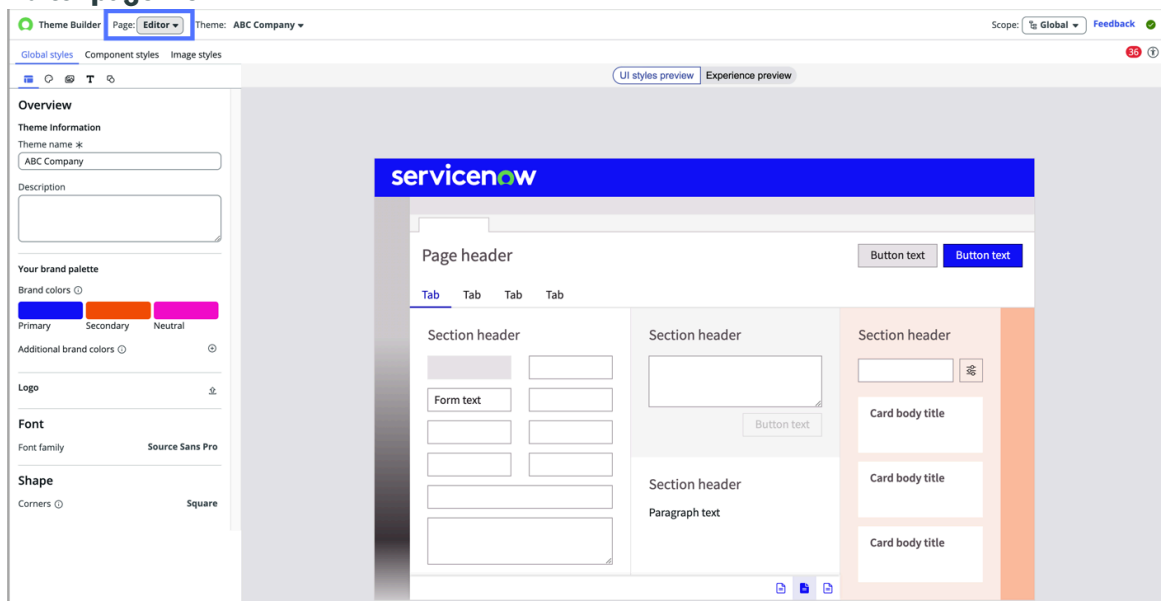 Theme Builder Page: Editor Theme: ABC Company Scope: Global Feedback
Global styles Component styles Image styles 36
UI styles preview Experience preview
Overview
Theme Information
Theme name *
ABC Company
Description
Your brand palette
Brand colors
Primary Secondary Neutral
Additional brand colors
Logo
Font
Font family Source Sans Pro
Shape
Corners Square
servicenow
Page header Button text Button text
Tab Tab Tab Tab
Section header
Form text
Section header
Button text
Section header
Paragraph text
Section header
Card body title
Card body title
Card body title